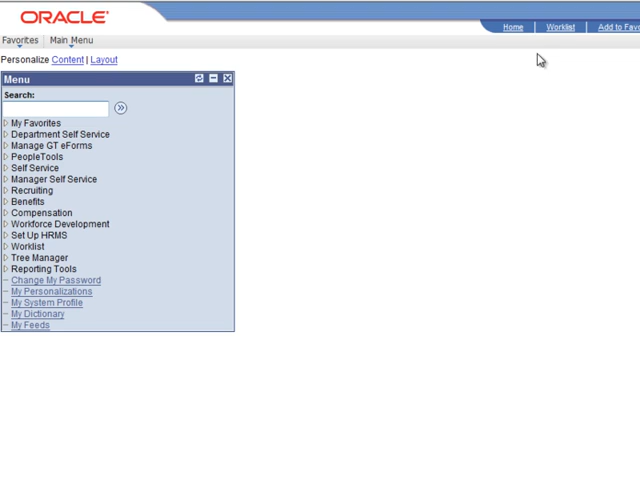 ORACLE
Home
Worklist
Add to Favo
Favorites
Main Menu
Personalize Content | Layout
Menu
Search:
My Favorites
Department Self Service
Manage GT eForms
PeopleTools
Self Service
Manager Self Service
Recruiting
Benefits
Compensation
Workforce Development
Set Up HRMS
Worklist
Tree Manager
Reporting Tools
Change My Password
My Personalizations
My System Profile
My Dictionary
My Feeds